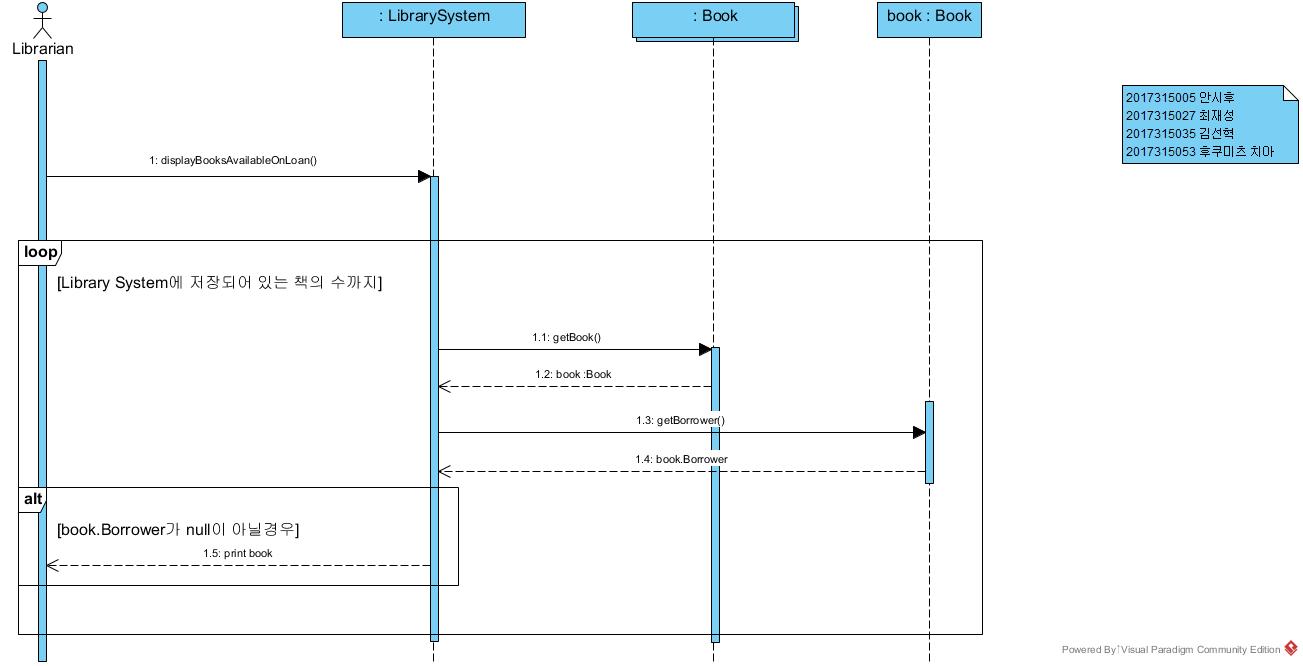 : LibrarySystem
: Book
book : Book
Librarian
2017315005 안시후
2017315027 최재성
2017315035 김선혁
2017315053 후쿠미츠 치아
1: displayBooksAvailableOnLoan()
loop
[Library System에 저장되어 있는 책의 수까지]
1.1: getBook()
1.2: book :Book
1.3: getBorrower()
1.4: book.Borrower
alt
[book.Borrower가 null이 아닐경우]
1.5: print book
Powered By Visual Paradigm Community Edition